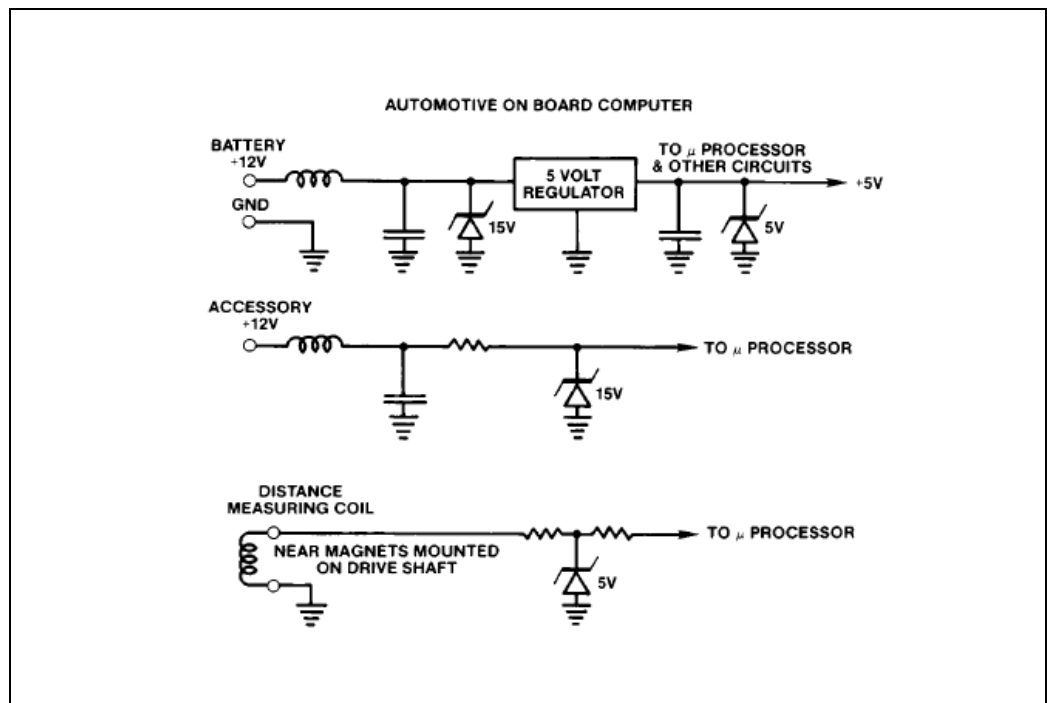 AUTOMOTIVE ON BOARD COMPUTER
BATTERY
+12V
GND
15V
5 VOLT
REGULATOR
TO μ PROCESSOR
& OTHER CIRCUITS
+5V
5V
ACCESSORY
+12V
15V
TO μ PROCESSOR
DISTANCE
MEASURING COIL
NEAR MAGNETS MOUNTED
ON DRIVE SHAFT
5V
TO μ PROCESSOR